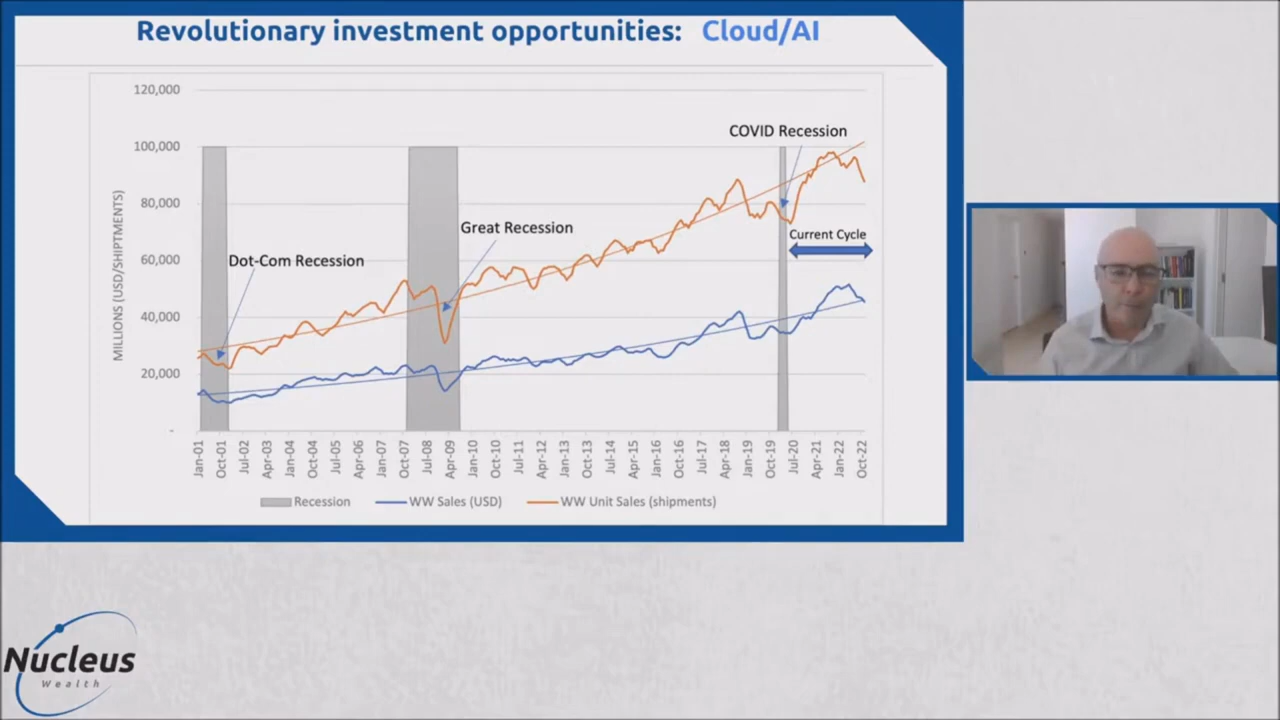 Revolutionary investment opportunities: Cloud/AI
120,000
100,000
80,000
60,000
40,000
20,000
-
MILLIONS (USD/SHIPTMENTS)
Dot-Com Recession
Great Recession
COVID Recession
Current Cycle
Jan-01 Oct-01 Jul-02 Apr-03 Jan-04 Oct-04 Jul-05 Apr-06 Jan-07 Oct-07 Jul-08 Apr-09 Jan-10 Oct-10 Jul-11 Apr-12 Jan-13 Oct-13 Jul-14 Apr-15 Jan-16 Oct-16 Jul-17 Apr-18 Jan-19 Oct-19 Jul-20 Apr-21 Jan-22 Oct-22
Recession WW Sales (USD) WW Unit Sales (shipments)
Nucleus
Wealth